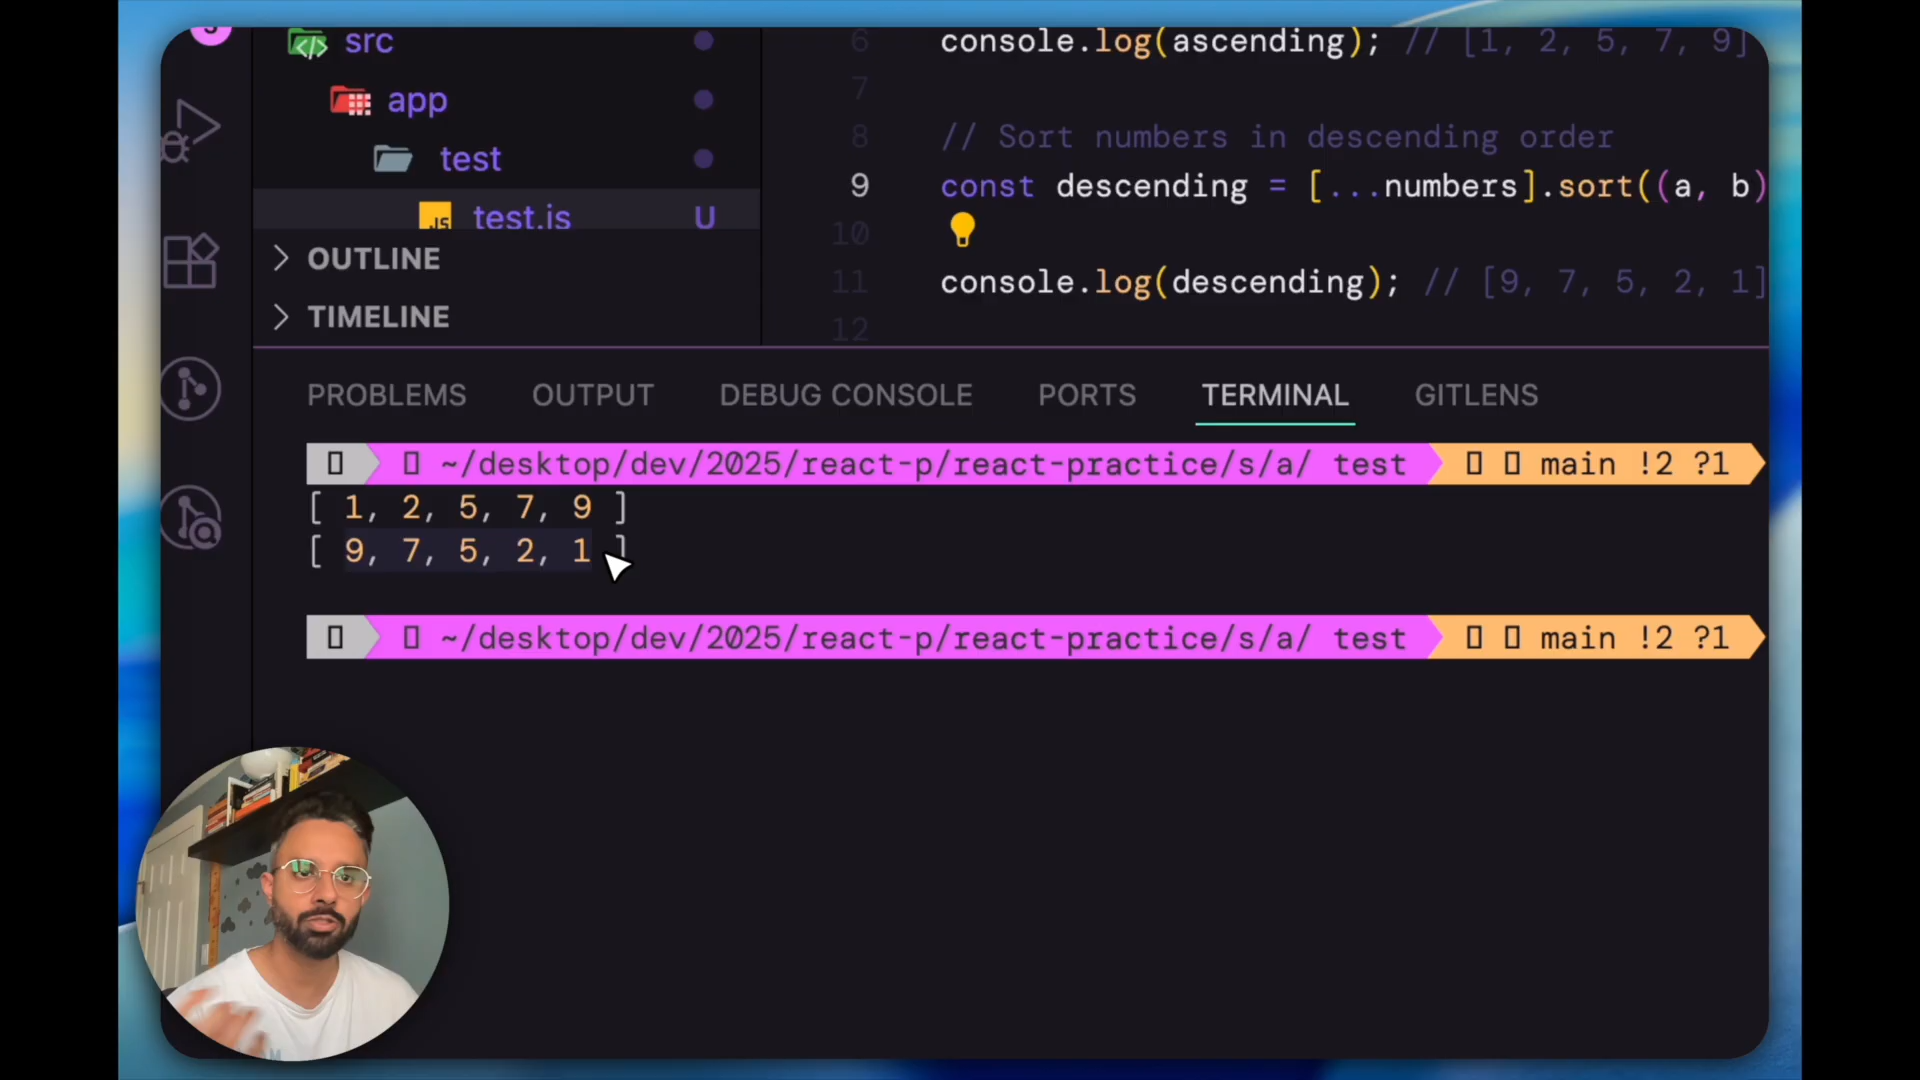 src
app
test
test.js
U
OUTLINE
TIMELINE
6 console.log(ascending); // [1, 2, 5, 7, 9]
7
8 // Sort numbers in descending order
9 const descending = [...numbers].sort((a, b)
10
11 console.log(descending); // [9, 7, 5, 2, 1]
12
PROBLEMS OUTPUT DEBUG CONSOLE PORTS TERMINAL GITLENS
~/desktop/dev/2025/react-p/react-practice/s/a/ test main !2 ?1
[ 1, 2, 5, 7, 9 ]
[ 9, 7, 5, 2, 1 ]
~/desktop/dev/2025/react-p/react-practice/s/a/ test main !2 ?1